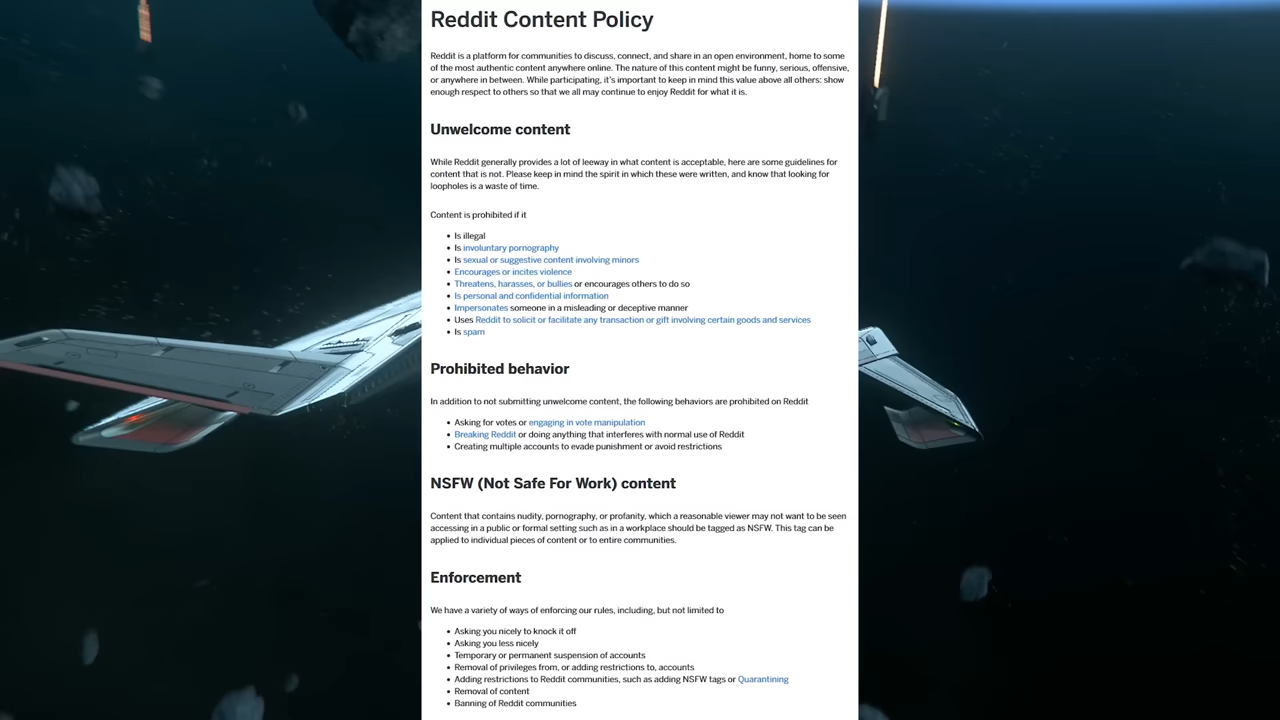 Reddit Content Policy
Reddit is a platform for communities to discuss, connect, and share in an open environment, home to some
of the most authentic content anywhere online. The nature of this content might be funny, serious, offensive,
or anywhere in between. While participating, it's important to keep in mind this value above all others: show
enough respect to others so that we all may continue to enjoy Reddit for what it is.
Unwelcome content
While Reddit generally provides a lot of leeway in what content is acceptable, here are some guidelines for
content that is not. Please keep in mind the spirit in which these were written, and know that looking for
loopholes is a waste of time.
Content is prohibited if it
• Is illegal
• Is involuntary pornography
• Is sexual or suggestive content involving minors
• Encourages or incites violence
• Threatens, harasses, or bullies or encourages others to do so
• Is personal and confidential information
• Impersonates someone in a misleading or deceptive manner
• Uses Reddit to solicit or facilitate any transaction or gift involving certain goods and services
• Is spam
Prohibited behavior
In addition to not submitting unwelcome content, the following behaviors are prohibited on Reddit
• Asking for votes or engaging in vote manipulation
• Breaking Reddit or doing anything that interferes with normal use of Reddit
• Creating multiple accounts to evade punishment or avoid restrictions
NSFW (Not Safe For Work) content
Content that contains nudity, pornography, or profanity, which a reasonable viewer may not want to be seen
accessing in a public or formal setting such as in a workplace should be tagged as NSFW. This tag can be
applied to individual pieces of content or to entire communities.
Enforcement
We have a variety of ways of enforcing our rules, including, but not limited to
• Asking you nicely to knock it off
• Asking you less nicely
• Temporary or permanent suspension of accounts
• Removal of privileges from, or adding restrictions to, accounts
• Adding restrictions to Reddit communities, such as adding NSFW tags or Quarantining
• Removal of content
• Banning of Reddit communities